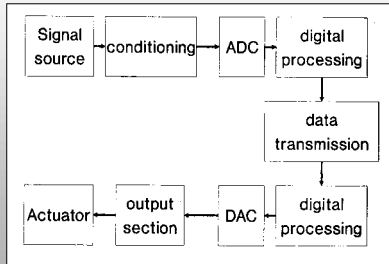 Signal
source
conditioning
ADC
digital
processing
data
transmission
Actuator
output
section
DAC
digital
processing